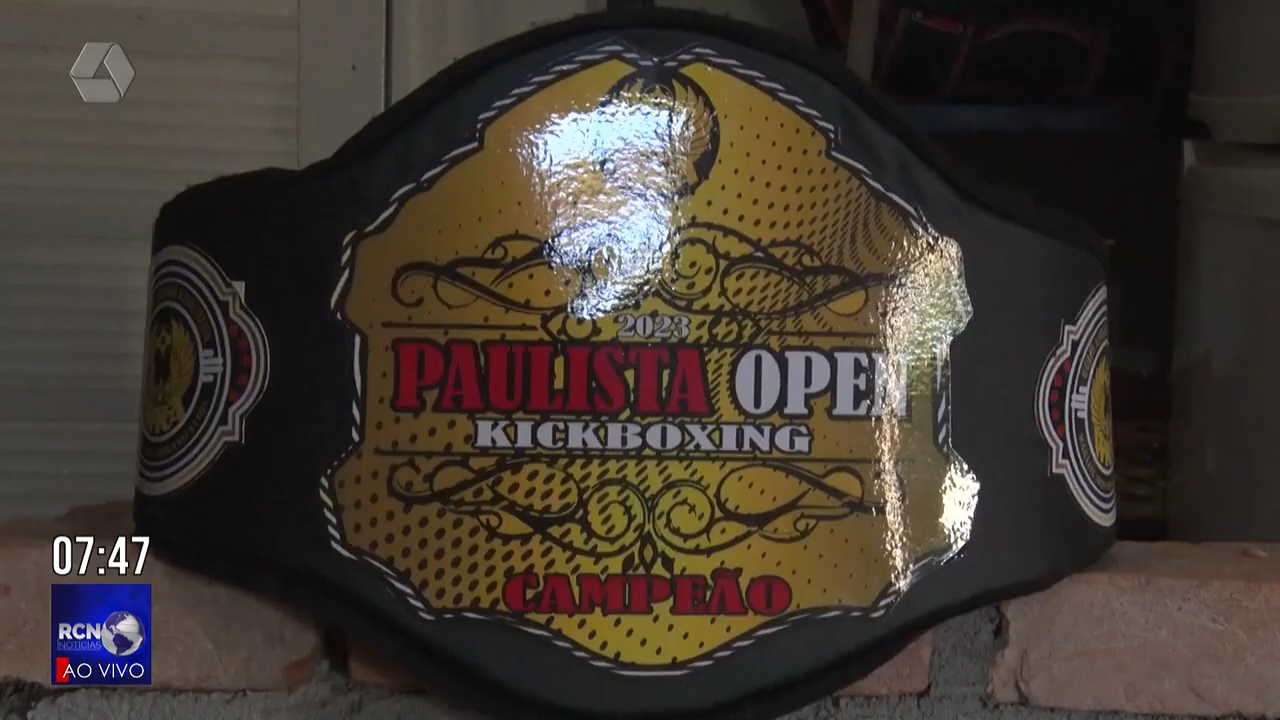 2023
PAULISTA OPEN
KICKBOXING
CAMPEÃO
07:47
RCN
NOTÍCIAS
AO VIVO